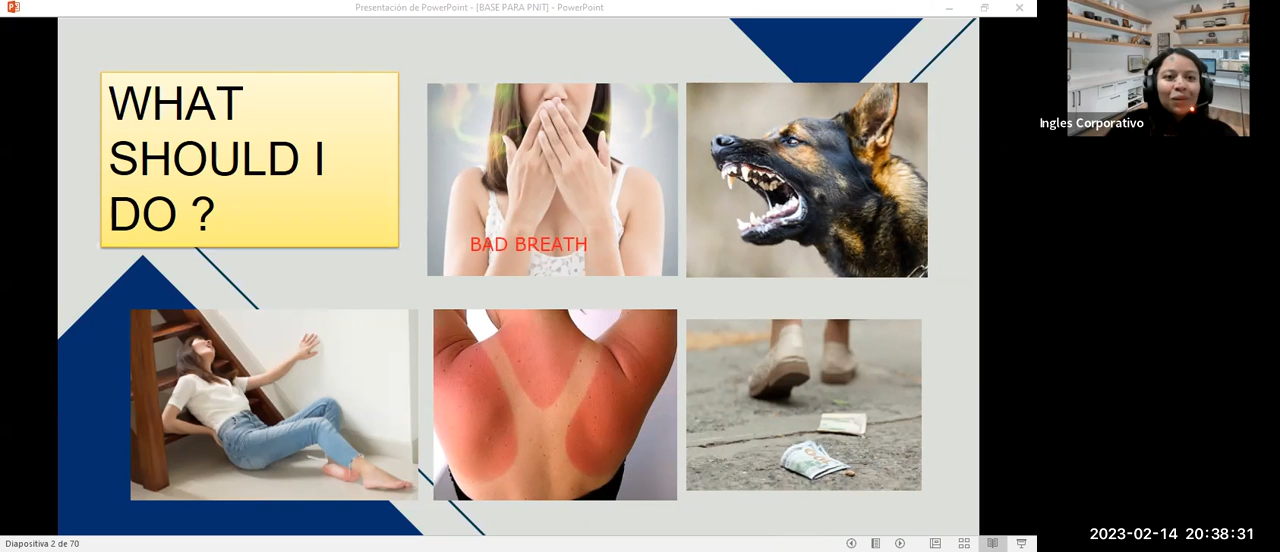 Presentación de PowerPoint - [BASE PARA PNIT] - PowerPoint
WHAT
SHOULD I
DO ?
BAD BREATH
Ingles Corporativo
Diapositiva 2 de 70
2023-02-14 20:38:31